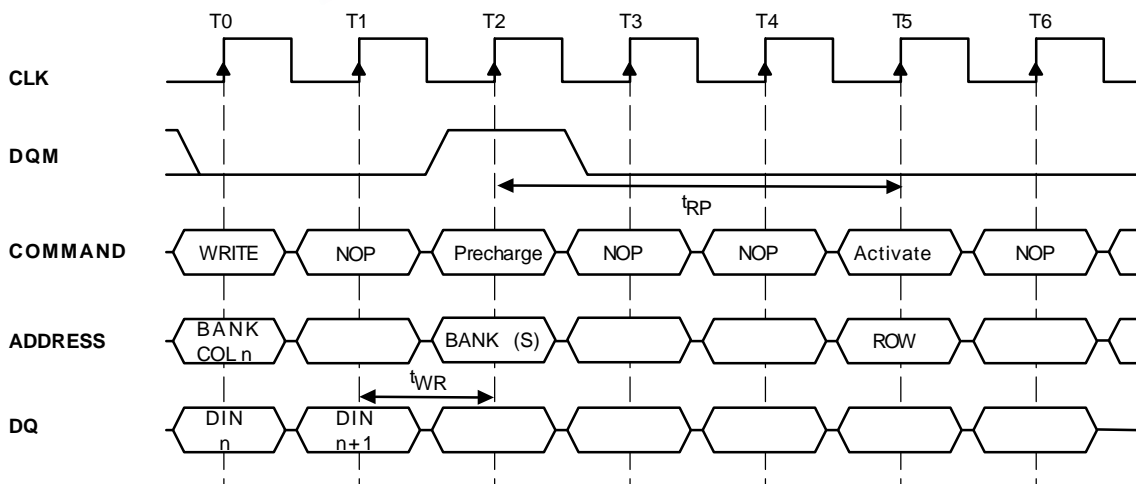 T0 T1 T2 T3 T4 T5 T6
CLK
DQM
tRP
COMMAND WRITE NOP Precharge NOP NOP Activate NOP
ADDRESS BANK COL n BANK (S) ROW
tWR
DQ DIN n DIN n+1